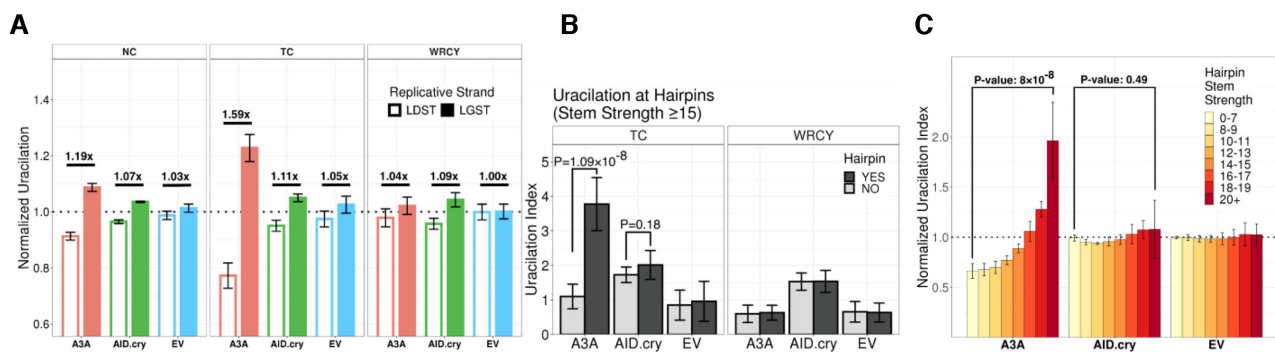 A
NC
TC
WRCY
Replicative Strand
LDST
LGST
Normalized Uracilation
1.4
1.2
1.0
0.8
0.6
1.19x
1.07x
1.03x
1.59x
1.11x
1.05x
1.04x
1.09x
1.00x
A3A
AID.cry
EV
A3A
AID.cry
EV
A3A
AID.cry
EV
B
Uracilation at Hairpins
(Stem Strength ≥15)
TC
WRCY
Uracilation Index
5
4
3
2
1
0
P=1.09×10⁻⁸
P=0.18
Hairpin
YES
NO
A3A
AID.cry
EV
A3A
AID.cry
EV
C
Normalized Uracilation Index
2.0
1.5
1.0
0.5
P-value: 8×10⁻⁸
P-value: 0.49
Hairpin
Stem
Strength
0-7
8-9
10-11
12-13
14-15
16-17
18-19
20+
A3A
AID.cry
EV